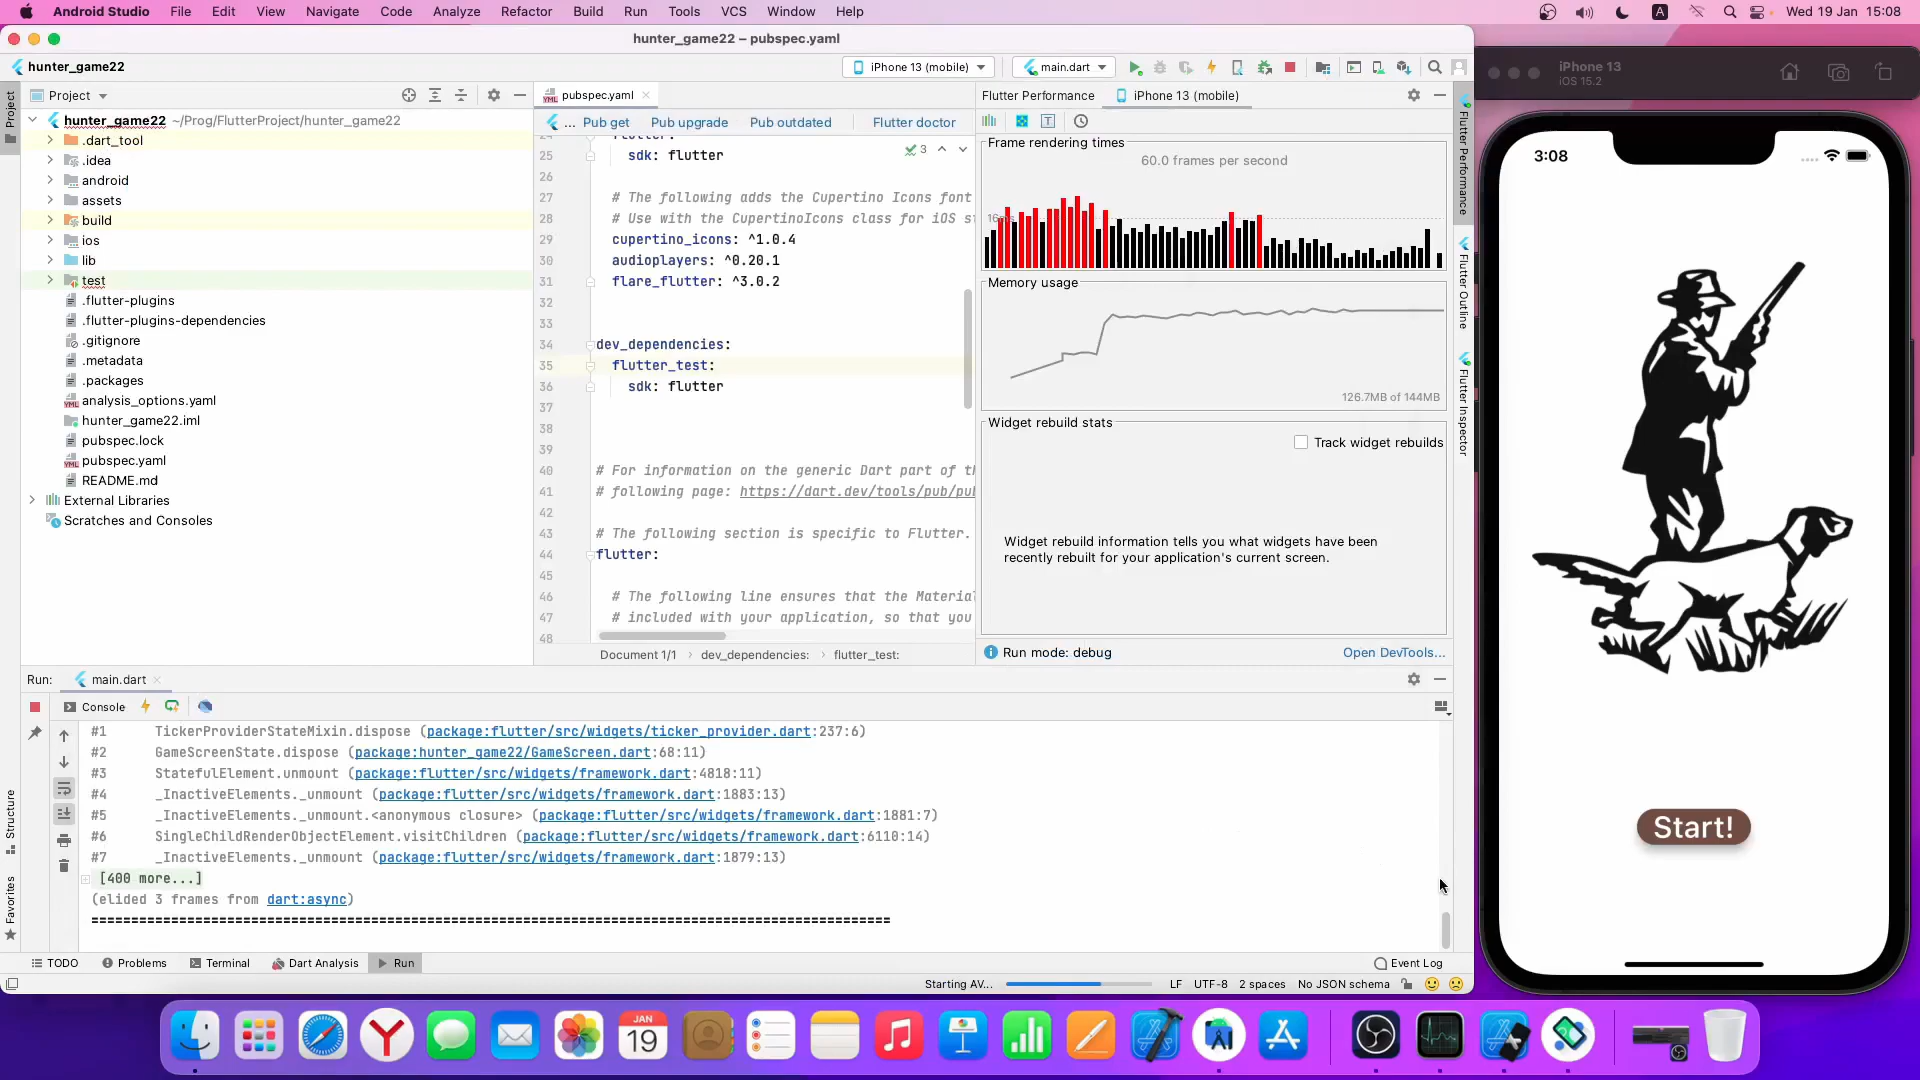 Android Studio File Edit View Navigate Code Analyze Refactor Build Run Tools VCS Window Help A Wed 19 Jan 15:08
hunter_game22 – pubspec.yaml
hunter_game22 iPhone 13 (mobile) main.dart
iPhone 13
iOS 15.2
Project
pubspec.yaml
Flutter Performance iPhone 13 (mobile)
... Pub get Pub upgrade Pub outdated Flutter doctor
hunter_game22 ~/Prog/FlutterProject/hunter_game22
.dart_tool
.idea
android
assets
build
ios
lib
test
.flutter-plugins
.flutter-plugins-dependencies
.gitignore
.metadata
.packages
analysis_options.yaml
hunter_game22.iml
pubspec.lock
pubspec.yaml
README.md
External Libraries
Scratches and Consoles
3
25 sdk: flutter
26
27 # The following adds the Cupertino Icons font
28 # Use with the CupertinoIcons class for iOS s
29 cupertino_icons: ^1.0.4
30 audioplayers: ^0.20.1
31 flare_flutter: ^3.0.2
32
33
34 dev_dependencies:
35 flutter_test:
36 sdk: flutter
37
38
39
40 # For information on the generic Dart part of th
41 # following page: https://dart.dev/tools/pub/pub
42
43 # The following section is specific to Flutter.
44 flutter:
45
46 # The following line ensures that the Material
47 # included with your application, so that you
48
Document 1/1 › dev_dependencies: › flutter_test:
Frame rendering times
60.0 frames per second
16ms
Memory usage
126.7MB of 144MB
Widget rebuild stats
Track widget rebuilds
Widget rebuild information tells you what widgets have been
recently rebuilt for your application's current screen.
Run mode: debug Open DevTools...
Project
Structure
Favorites
Flutter Performance
Flutter Outline
Flutter Inspector
Run: main.dart
Console
#1 TickerProviderStateMixin.dispose (package:flutter/src/widgets/ticker_provider.dart:237:6)
#2 GameScreenState.dispose (package:hunter_game22/GameScreen.dart:68:11)
#3 StatefulElement.unmount (package:flutter/src/widgets/framework.dart:4818:11)
#4 _InactiveElements._unmount (package:flutter/src/widgets/framework.dart:1883:13)
#5 _InactiveElements._unmount.<anonymous closure> (package:flutter/src/widgets/framework.dart:1881:7)
#6 SingleChildRenderObjectElement.visitChildren (package:flutter/src/widgets/framework.dart:6110:14)
#7 _InactiveElements._unmount (package:flutter/src/widgets/framework.dart:1879:13)
[400 more...]
(elided 3 frames from dart:async)
====================================================================================================
TODO Problems Terminal Dart Analysis Run Event Log
Starting AV... LF UTF-8 2 spaces No JSON schema
3:08
Start!
JAN
19